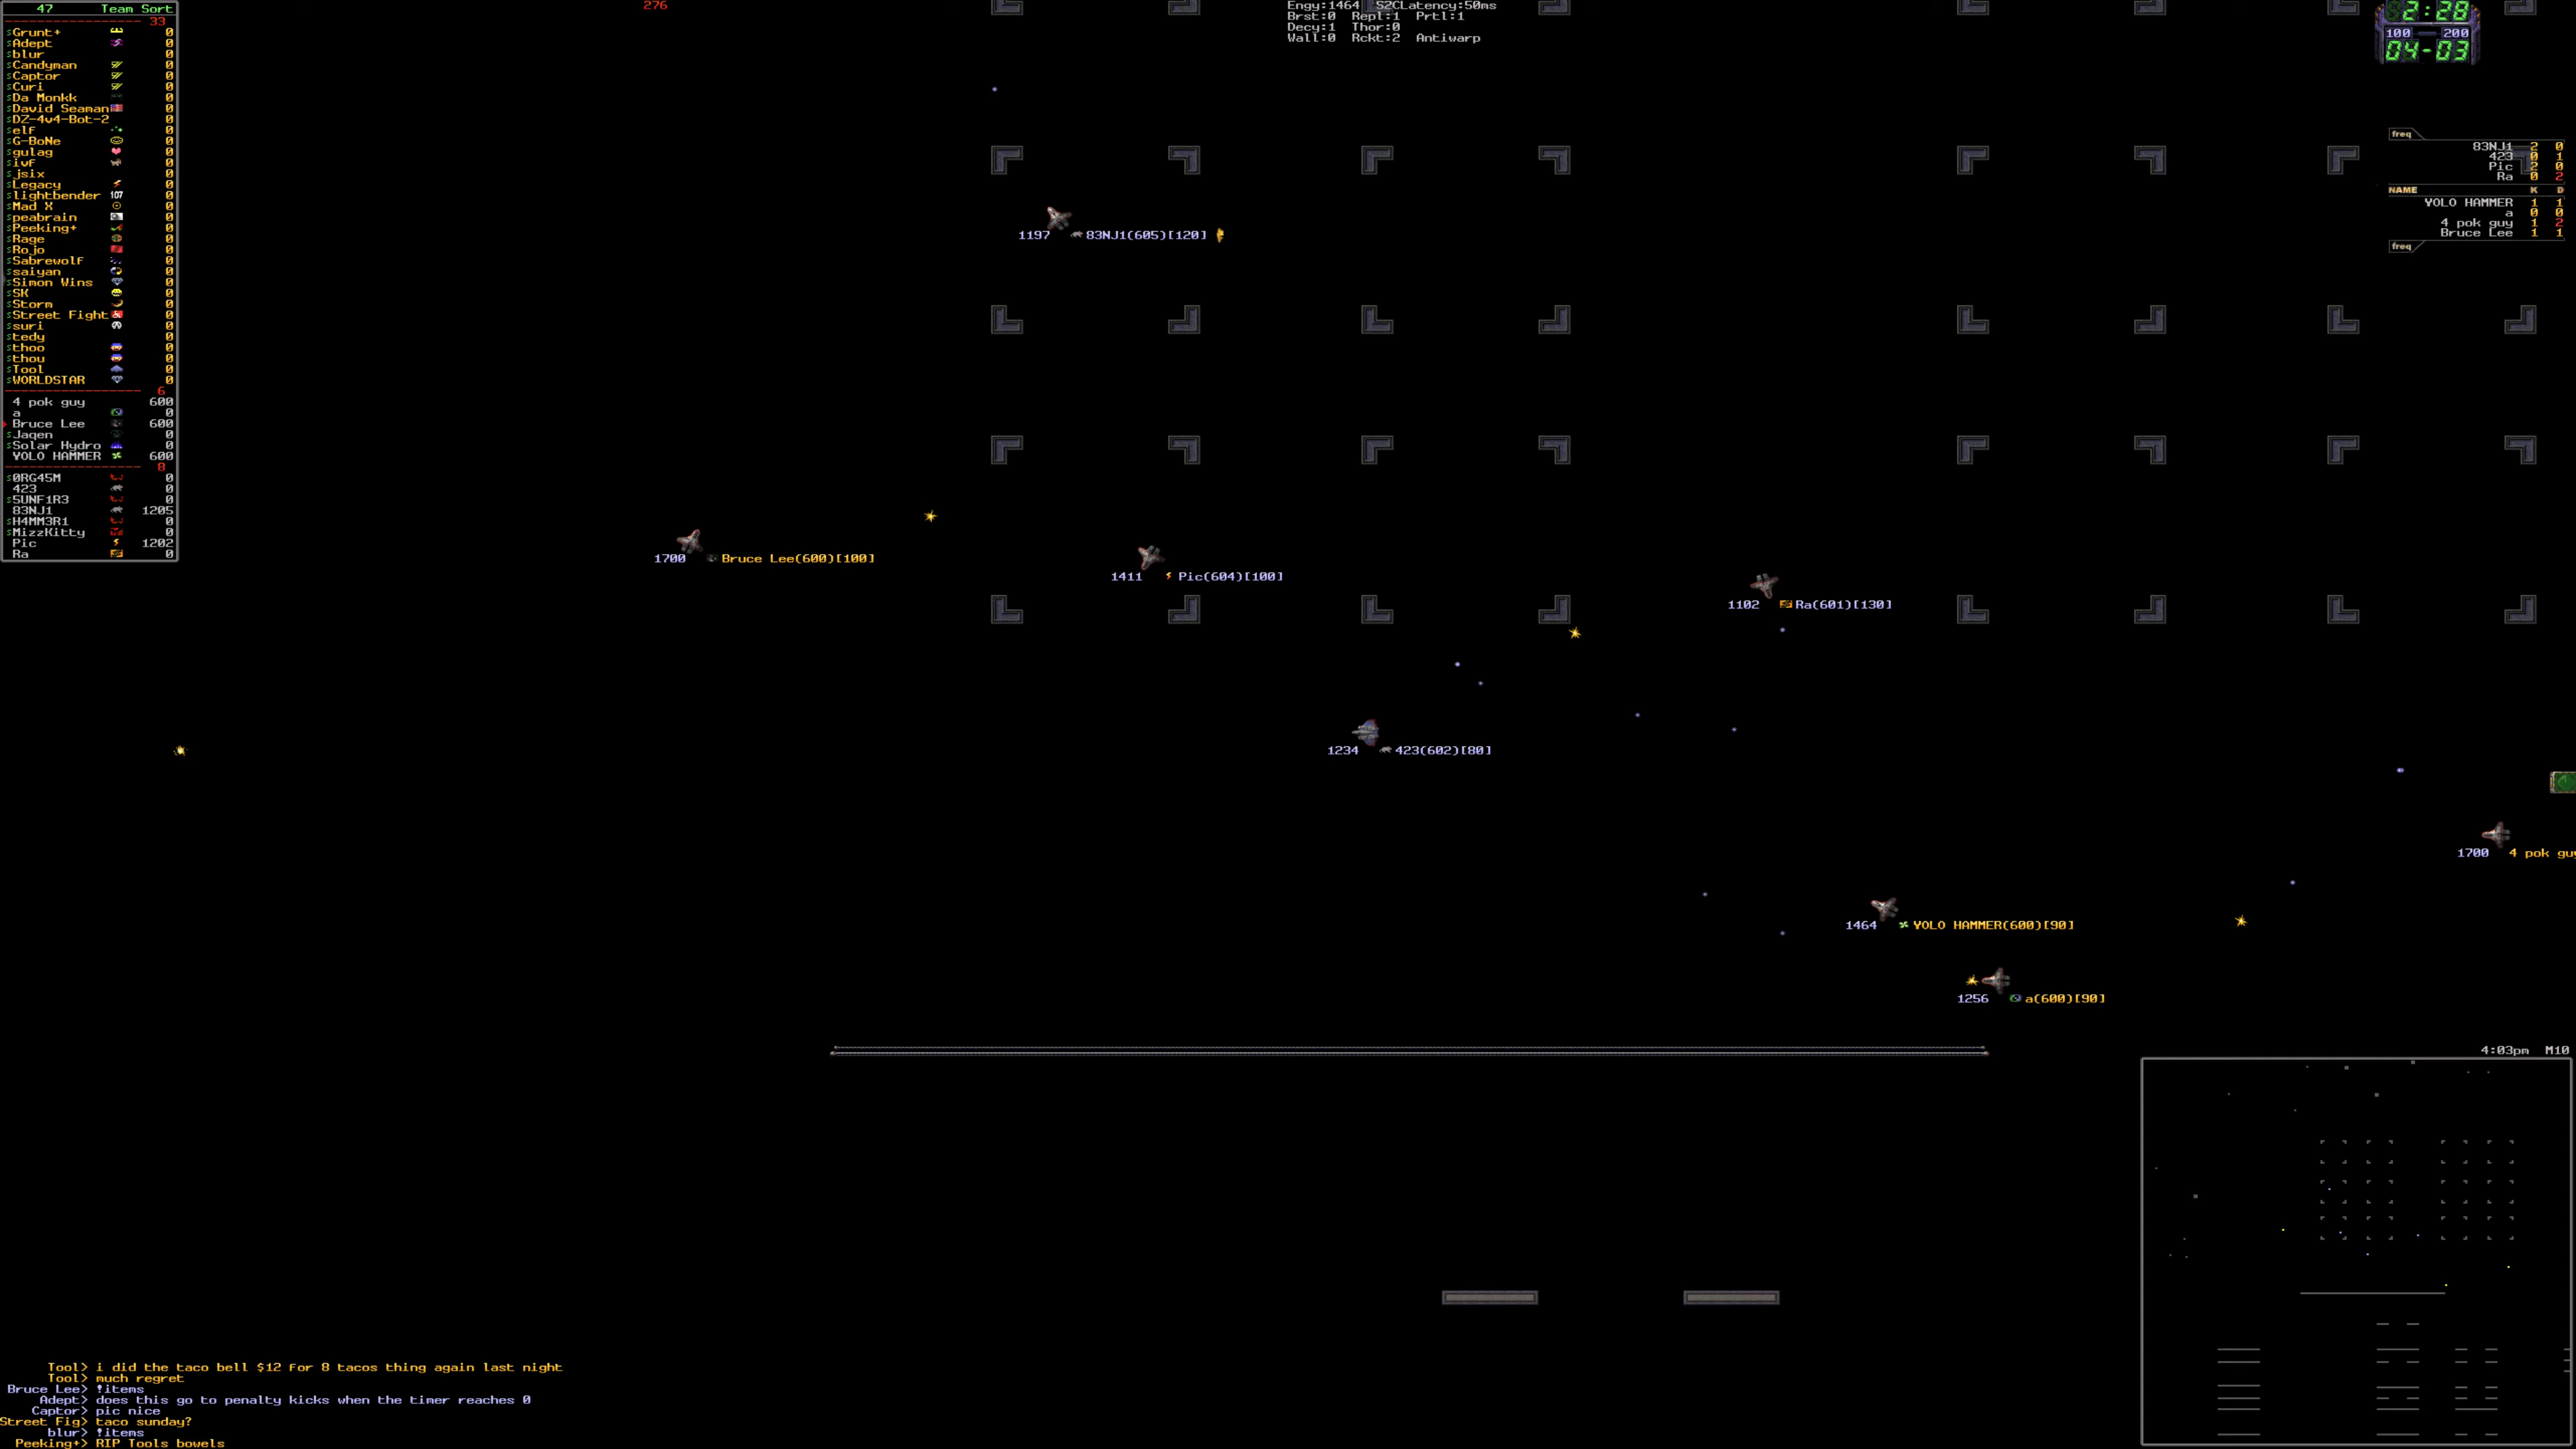 47 Team Sort
33
$Grunt+ 0
$Adept 0
$blur 0
$Candyman 0
$Captor 0
$Curi 0
$Da Monkk 0
$David Seaman 0
$DZ-4v4-Bot-2 0
$elf 0
$G-BoNe 0
$gulag 0
$ivf 0
$jsix 0
$Legacy 0
$lightbender 107 0
$Mad X 0
$peabrain 0
$Peeking+ 0
$Rage 0
$Rojo 0
$Sabrewolf 0
$saiyan 0
$Simon Wins 0
$SK 0
$Storm 0
$Street Fight 0
$suri 0
$tedy 0
$thoo 0
$thou 0
$Tool 0
$WORLDSTAR 0
6
4 pok guy 600
a 0
Bruce Lee 600
$Jaqen 0
$Solar Hydro 0
YOLO HAMMER 600
8
$0RG45M 0
423 0
$5UNF1R3 0
83NJ1 1205
$H4MM3R1 0
$MizzKitty 0
Pic 1202
Ra 0
276
Engy:1464 S2CLatency:50ms
Brst:0 Repl:1 Prtl:1
Decy:1 Thor:0
Wall:0 Rckt:2 Antiwarp
2:28
100 200
04-03
freq
83NJ1 2 0
423 0 1
Pic 2 0
Ra 0 2
NAME K D
YOLO HAMMER 1 1
a 0 0
4 pok guy 1 2
Bruce Lee 1 1
freq
1197 83NJ1(605)[120]
1700 Bruce Lee(600)[100]
1411 Pic(604)[100]
1102 Ra(601)[130]
1234 423(602)[80]
1700 4 pok guy
1464 YOLO HAMMER(600)[90]
1256 a(600)[90]
4:03pm M10
Tool> i did the taco bell $12 for 8 tacos thing again last night
Tool> much regret
Bruce Lee> !items
Adept> does this go to penalty kicks when the timer reaches 0
Captor> pic nice
Street Fig> taco sunday?
blur> !items
Peeking+> RIP Tools bowels